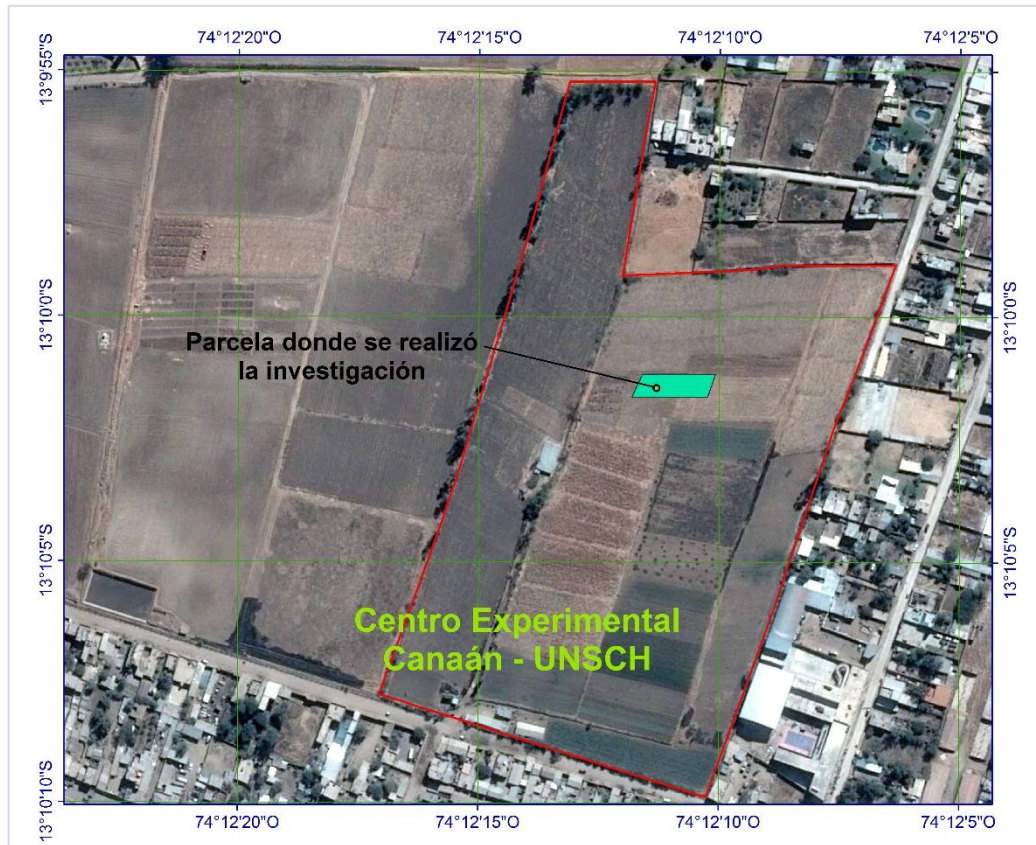 74°12'20"O 74°12'15"O 74°12'10"O 74°12'5"O
13°9'55"S
13°10'0"S 13°10'0"S
Parcela donde se realizó
la investigación
13°10'5"S 13°10'5"S
Centro Experimental
Canaán - UNSCH
13°10'10"S
74°12'20"O 74°12'15"O 74°12'10"O 74°12'5"O